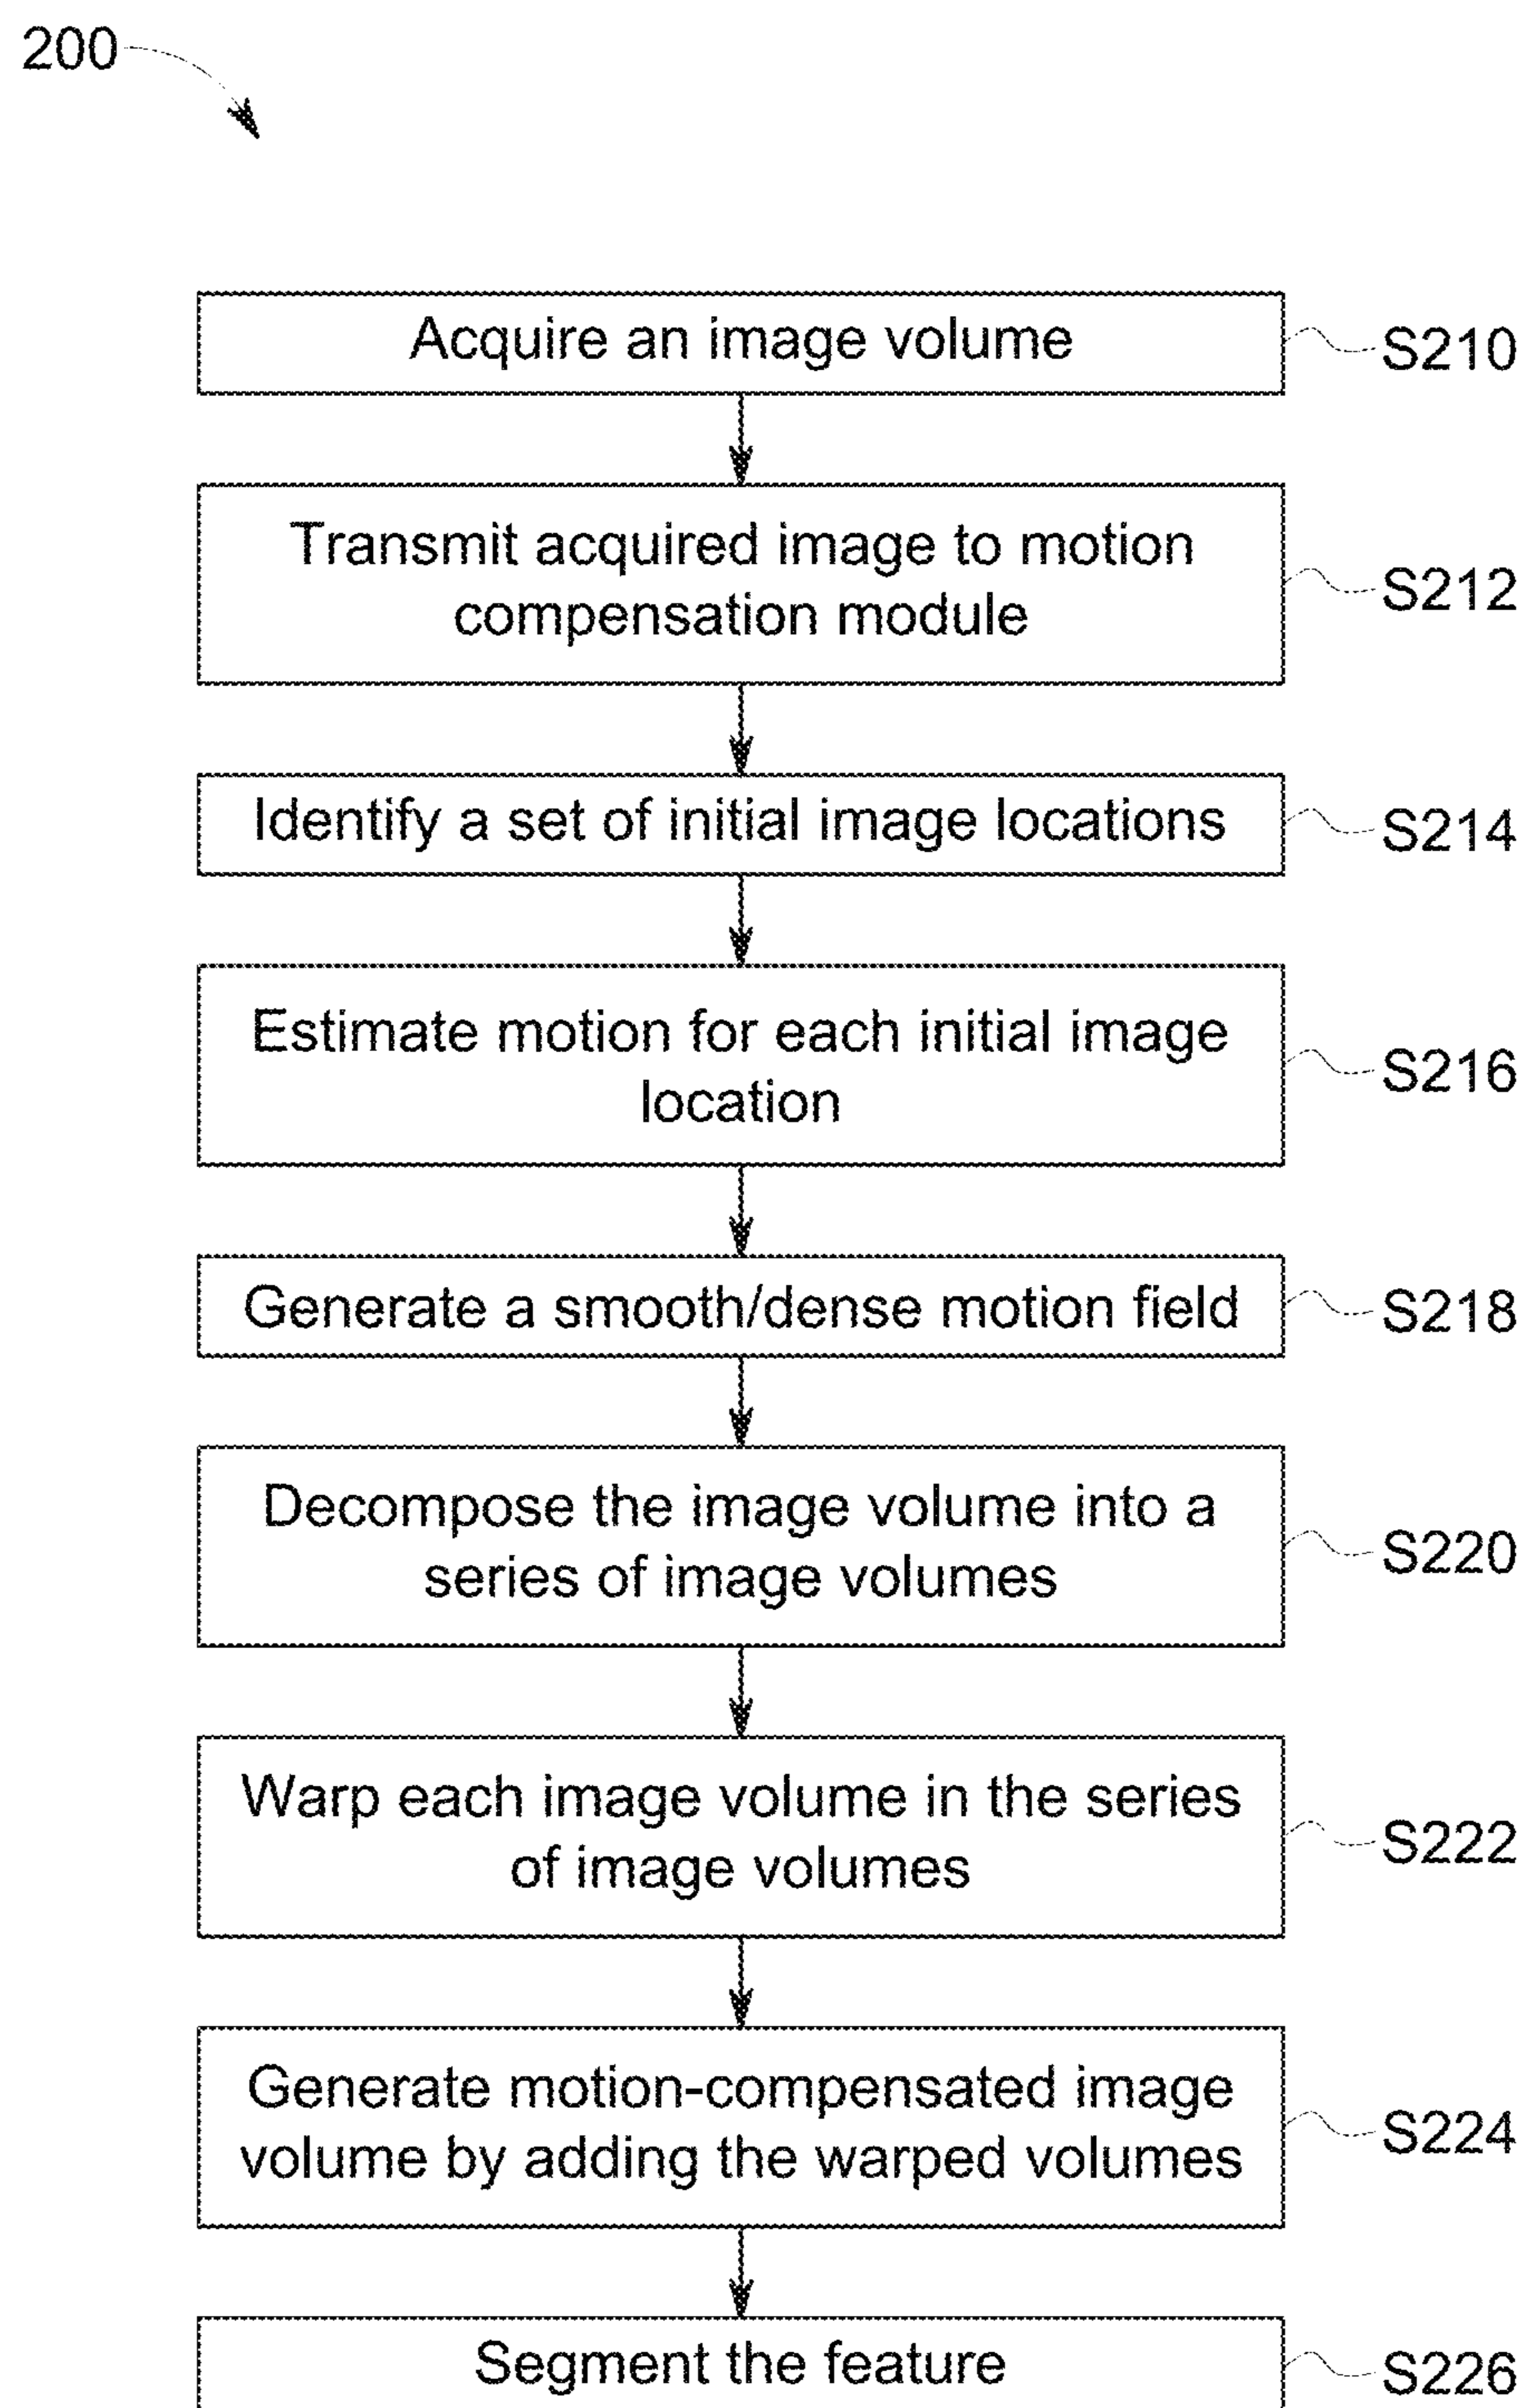 200
Acquire an image volume
S210
Transmit acquired image to motion
compensation module
S212
Identify a set of initial image locations
S214
Estimate motion for each initial image
location
S216
Generate a smooth/dense motion field
S218
Decompose the image volume into a
series of image volumes
S220
Warp each image volume in the series
of image volumes
S222
Generate motion-compensated image
volume by adding the warped volumes
S224
Segment the feature
S226